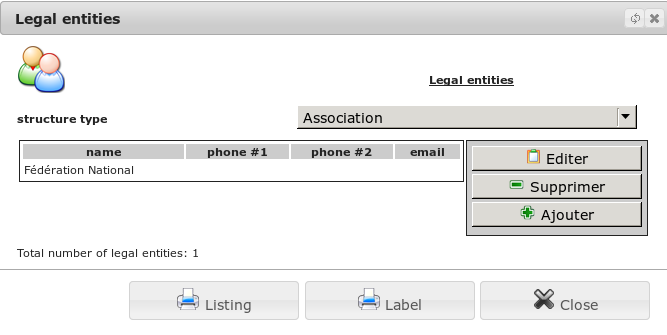 Legal entities
Legal entities
structure type
Association
name phone #1 phone #2 email
Fédération National
Editer
Supprimer
Ajouter
Total number of legal entities: 1
Listing Label Close